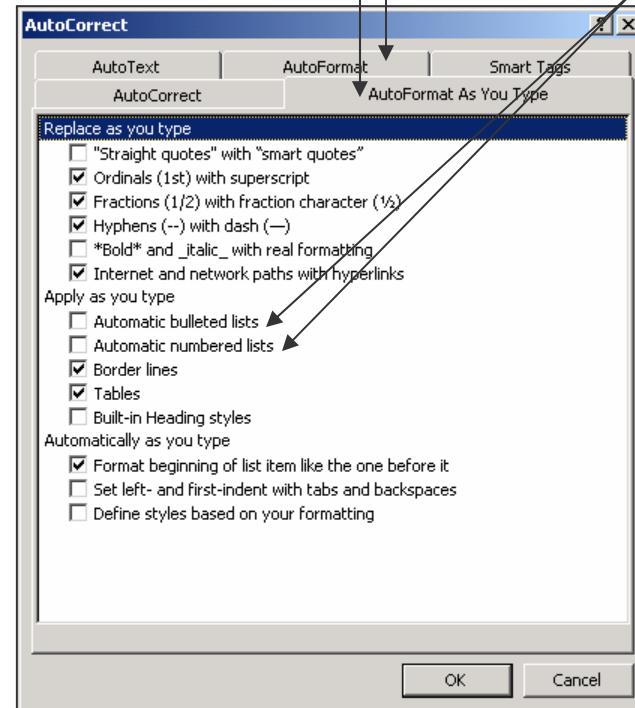 AutoCorrect
AutoText AutoFormat Smart Tags
AutoCorrect AutoFormat As You Type
Replace as you type
"Straight quotes" with “smart quotes”
Ordinals (1st) with superscript
Fractions (1/2) with fraction character (½)
Hyphens (--) with dash (—)
*Bold* and _italic_ with real formatting
Internet and network paths with hyperlinks
Apply as you type
Automatic bulleted lists
Automatic numbered lists
Border lines
Tables
Built-in Heading styles
Automatically as you type
Format beginning of list item like the one before it
Set left- and first-indent with tabs and backspaces
Define styles based on your formatting
OK Cancel